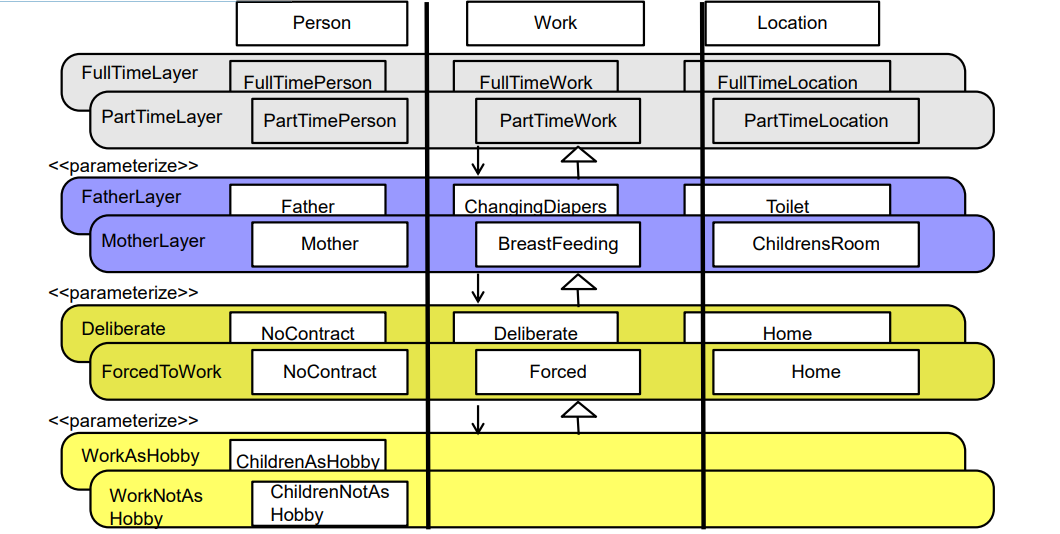 Person
Work
Location
FullTimeLayer
FullTimePerson
FullTimeWork
FullTimeLocation
PartTimeLayer
PartTimePerson
PartTimeWork
PartTimeLocation
<<parameterize>>
FatherLayer
Father
ChangingDiapers
Toilet
MotherLayer
Mother
BreastFeeding
ChildrensRoom
<<parameterize>>
Deliberate
NoContract
Deliberate
Home
ForcedToWork
NoContract
Forced
Home
<<parameterize>>
WorkAsHobby
ChildrenAsHobby
WorkNotAs
Hobby
ChildrenNotAs
Hobby